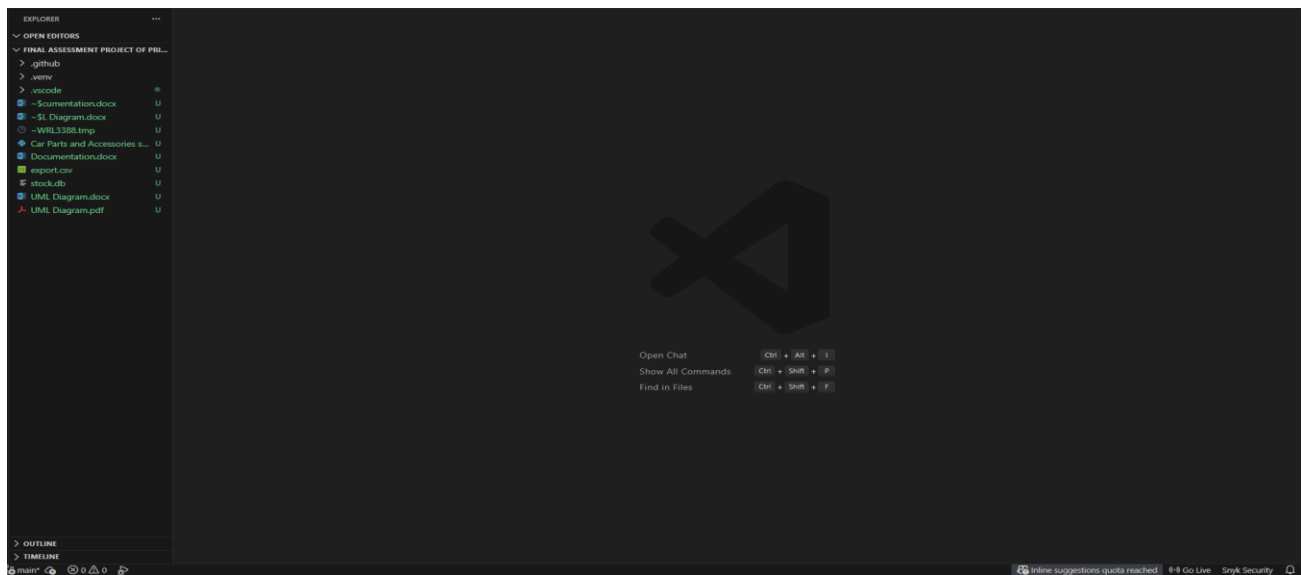 EXPLORER ...
OPEN EDITORS
FINAL ASSESSMENT PROJECT OF PRI...
.github
.venv
.vscode
~$cumentation.docx U
~$L Diagram.docx U
~WRL3388.tmp U
Car Parts and Accessories s... U
Documentation.docx U
export.csv U
stock.db U
UML Diagram.docx U
UML Diagram.pdf U
Open Chat Ctrl + Alt + I
Show All Commands Ctrl + Shift + P
Find in Files Ctrl + Shift + F
OUTLINE
TIMELINE
main* 0 0 Inline suggestions quota reached Go Live Snyk Security